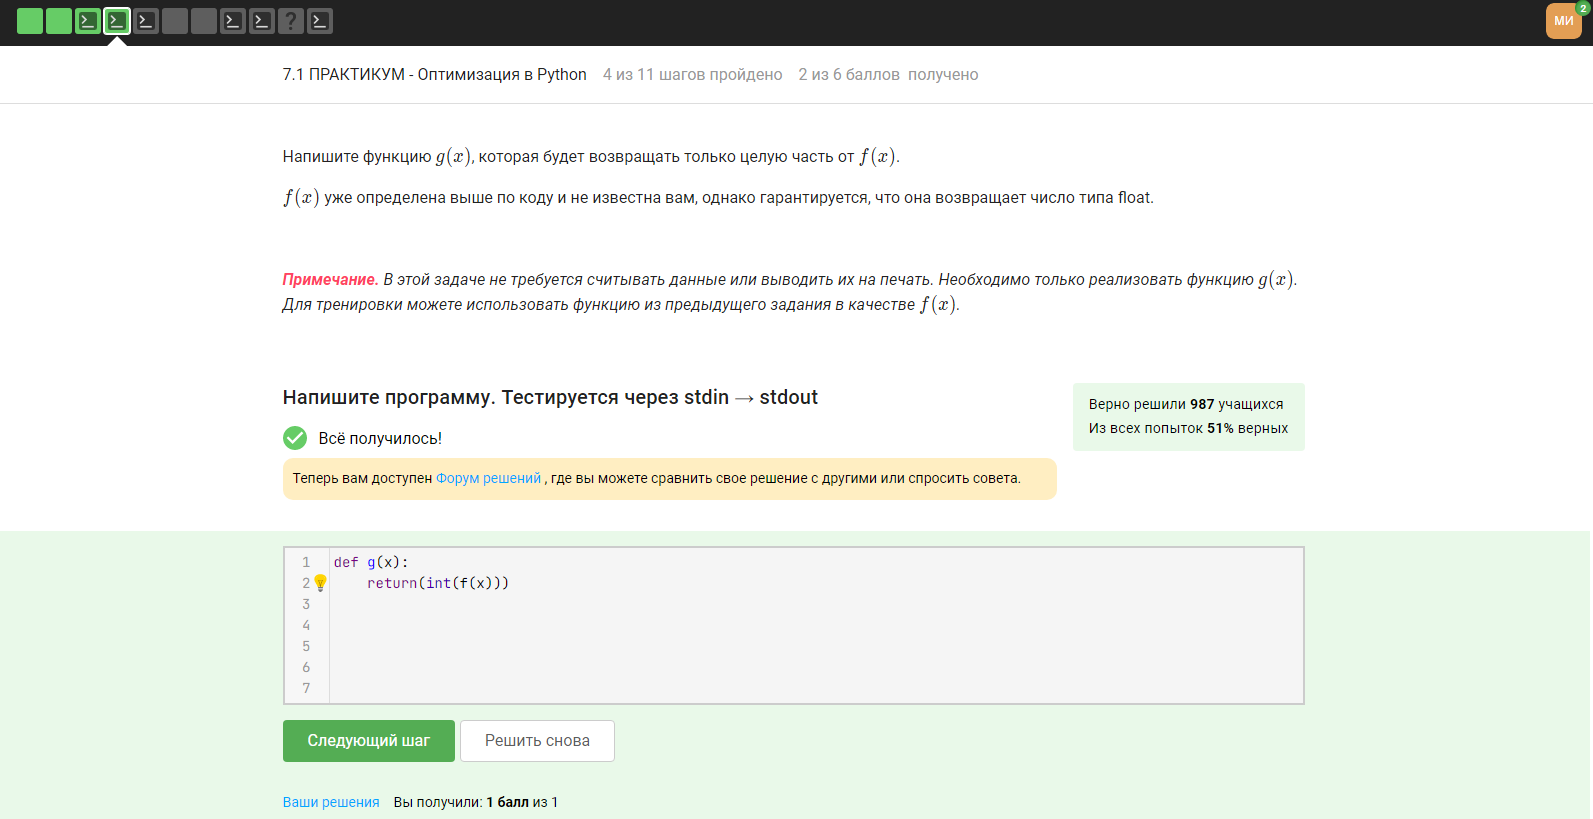 МИ
2
7.1 ПРАКТИКУМ - Оптимизация в Python 4 из 11 шагов пройдено 2 из 6 баллов получено
Напишите функцию g(x), которая будет возвращать только целую часть от f(x).
f(x) уже определена выше по коду и не известна вам, однако гарантируется, что она возвращает число типа float.
Примечание. В этой задаче не требуется считывать данные или выводить их на печать. Необходимо только реализовать функцию g(x).
Для тренировки можете использовать функцию из предыдущего задания в качестве f(x).
Напишите программу. Тестируется через stdin → stdout
Верно решили 987 учащихся
Из всех попыток 51% верных
Всё получилось!
Теперь вам доступен Форум решений , где вы можете сравнить свое решение с другими или спросить совета.
1 def g(x):
2     return(int(f(x)))
3
4
5
6
7
Следующий шаг
Решить снова
Ваши решения Вы получили: 1 балл из 1